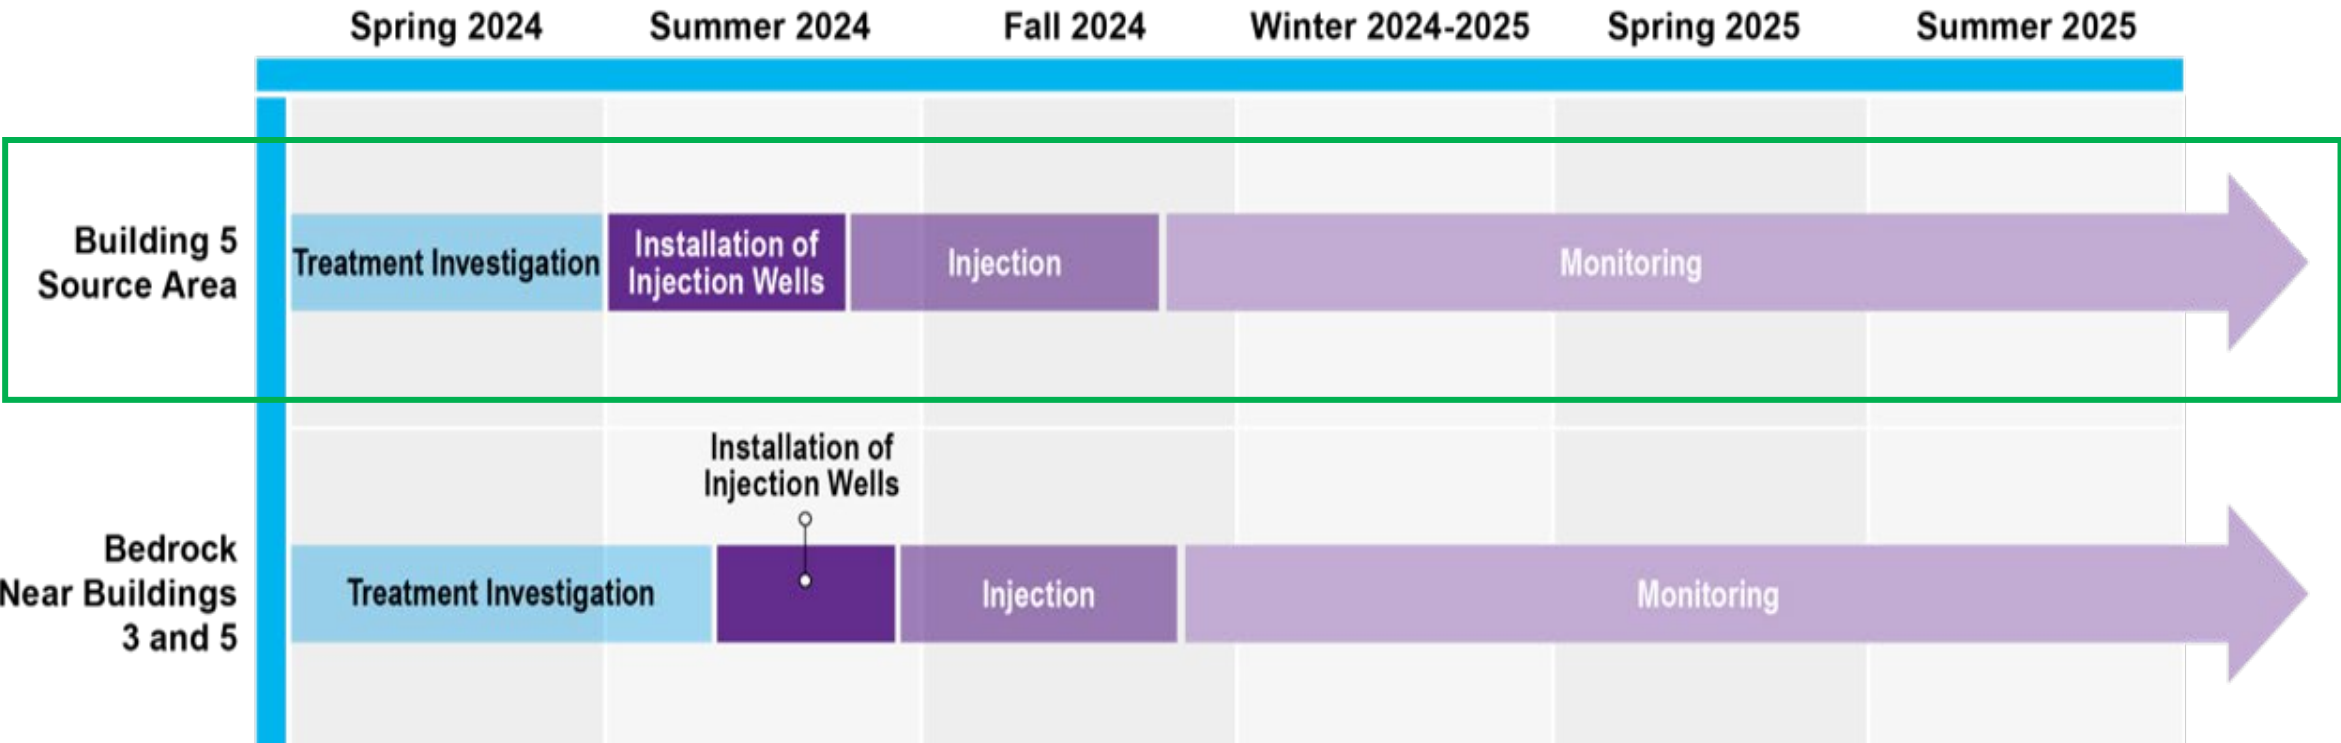 Spring 2024 Summer 2024 Fall 2024 Winter 2024-2025 Spring 2025 Summer 2025
Building 5
Source Area
Treatment Investigation
Installation of
Injection Wells
Injection
Monitoring
Installation of
Injection Wells
Bedrock
Near Buildings
3 and 5
Treatment Investigation
Injection
Monitoring